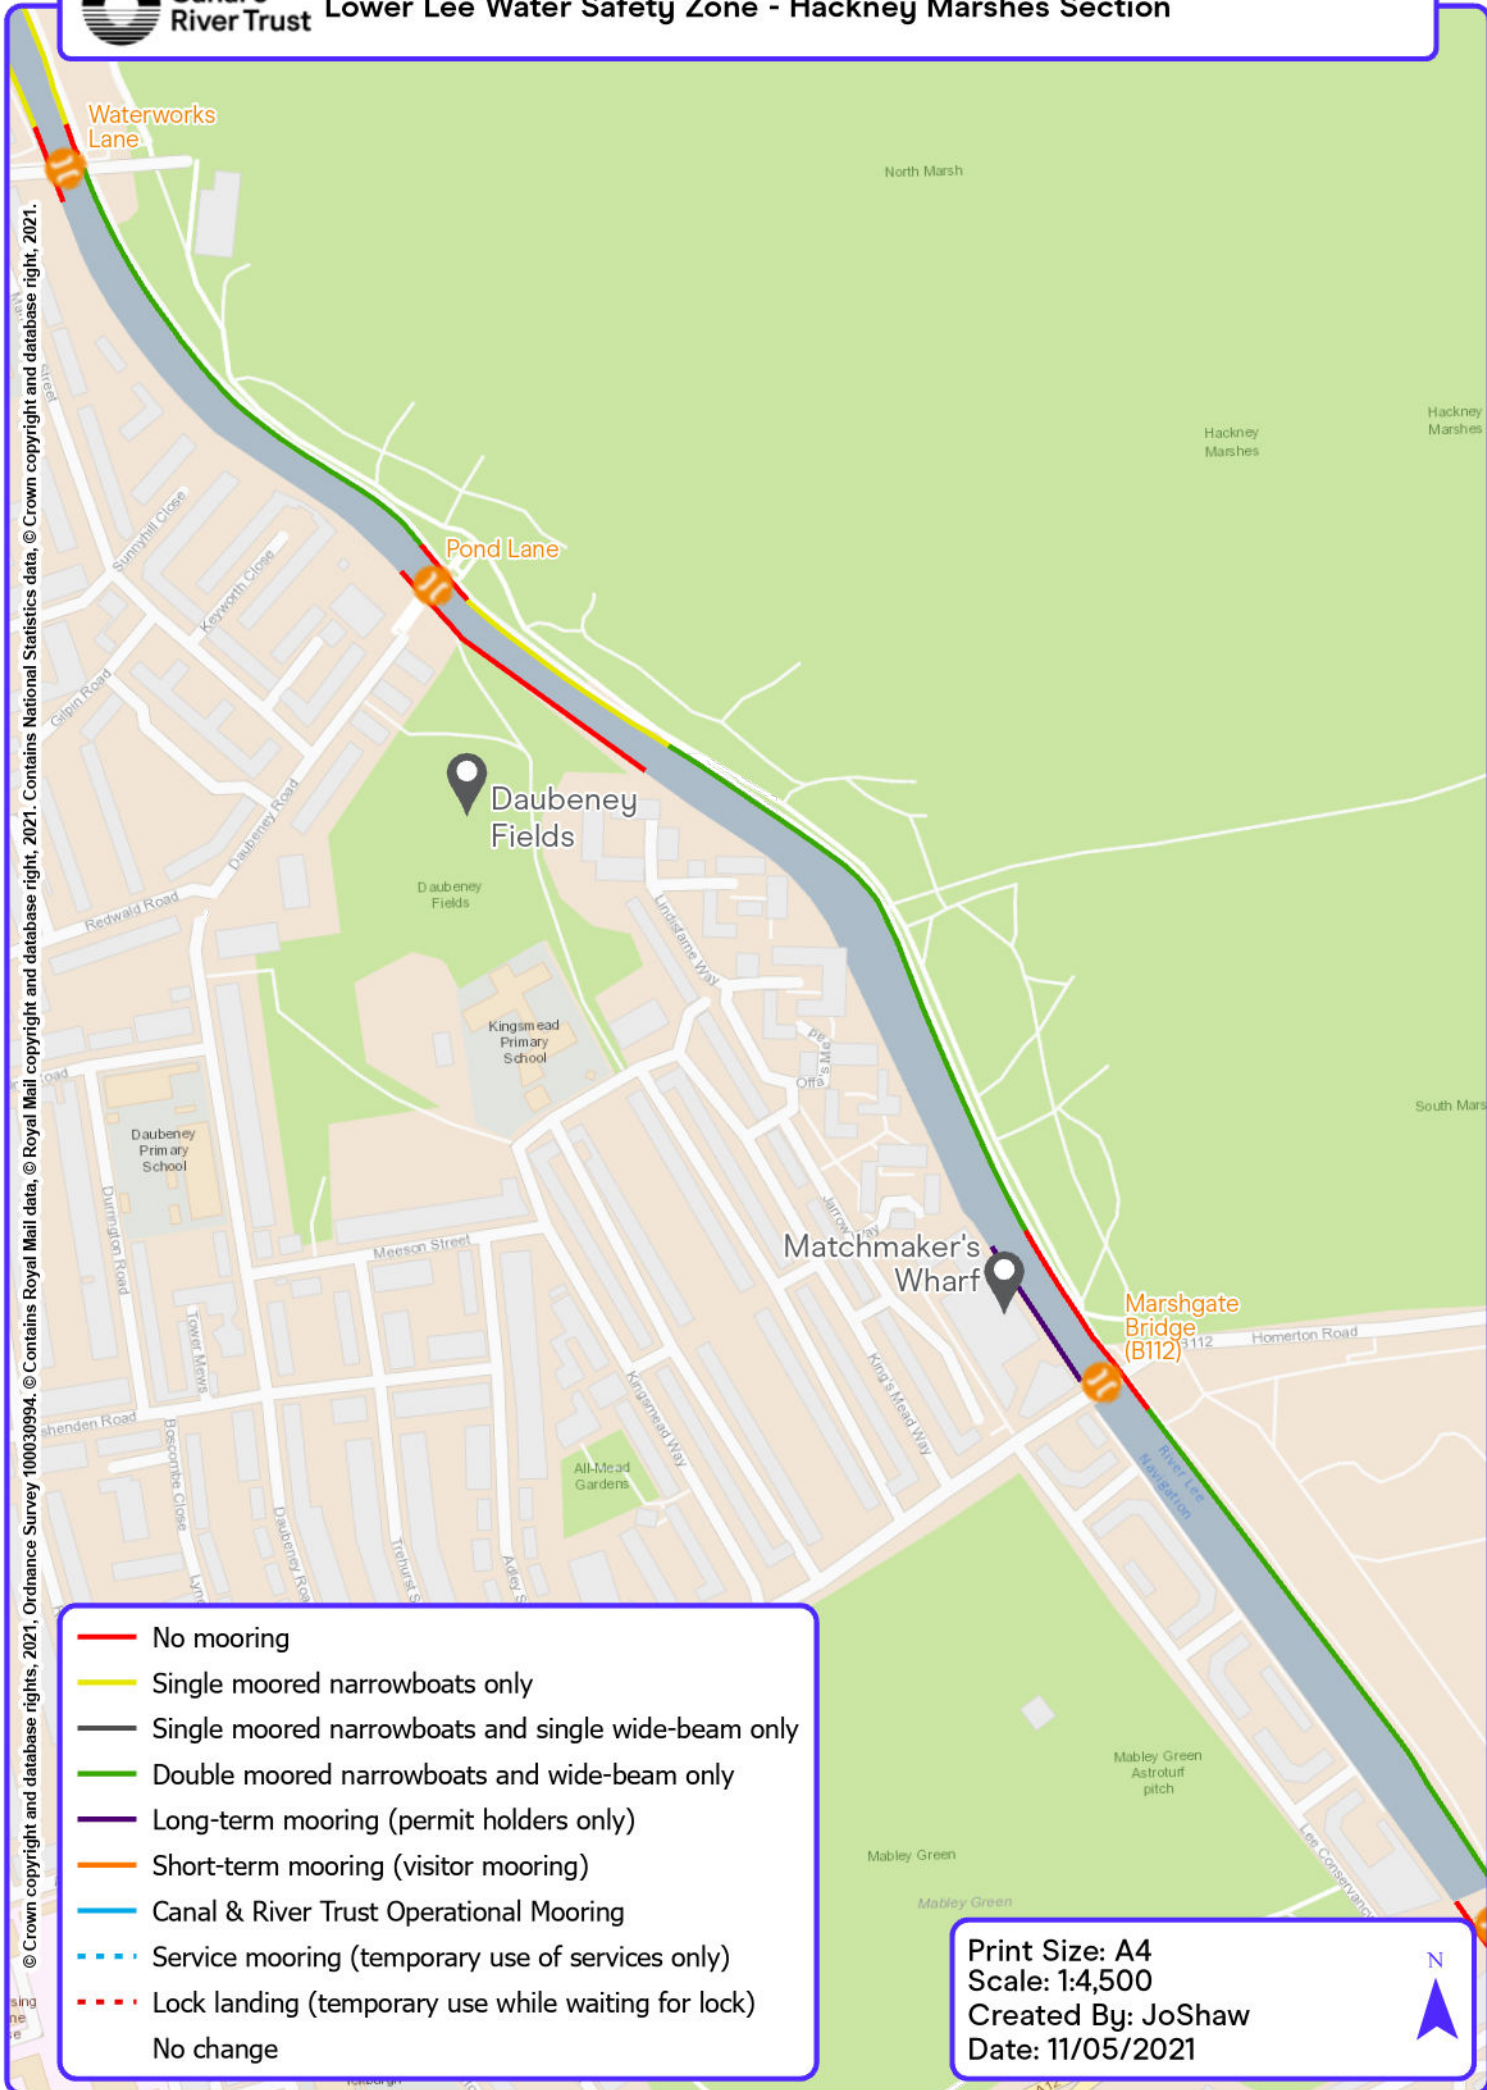 River Trust
Lower Lee Water Safety Zone - Hackney Marshes Section
Waterworks
Lane
North Marsh
Hackney
Marshes
Hackney
Marshes
Sunnyhill Close
Keyworth Close
Pond Lane
Gilpin Road
Daubeney Road
Redwald Road
Daubeney
Fields
Daubeney
Fields
Lindisfarne Way
Kingsmead
Primary
School
Offa's Me
South Mars
Daubeney
Primary
School
Durrington Road
Meeson Street
Jarrow Way
Matchmaker's
Wharf
Marshgate
Bridge
(B112)
B112
Homerton Road
Tower Mews
King's Mead Way
Kingsmead Way
shenden Road
Boscombe Close
All-Mead
Gardens
River Lee
Navigation
Daubeney Roa
Trehurst S
Adley S
Lyne
Mabley Green
Astroturf
pitch
Mabley Green
Mabley Green
Lee Conservancy
A12
© Crown copyright and database rights, 2021, Ordnance Survey 100030994. © Contains Royal Mail data, © Royal Mail copyright and database right, 2021. Contains National Statistics data, © Crown copyright and database right, 2021.
No mooring
Single moored narrowboats only
Single moored narrowboats and single wide-beam only
Double moored narrowboats and wide-beam only
Long-term mooring (permit holders only)
Short-term mooring (visitor mooring)
Canal & River Trust Operational Mooring
Service mooring (temporary use of services only)
Lock landing (temporary use while waiting for lock)
No change
Print Size: A4
Scale: 1:4,500
Created By: JoShaw
Date: 11/05/2021
N